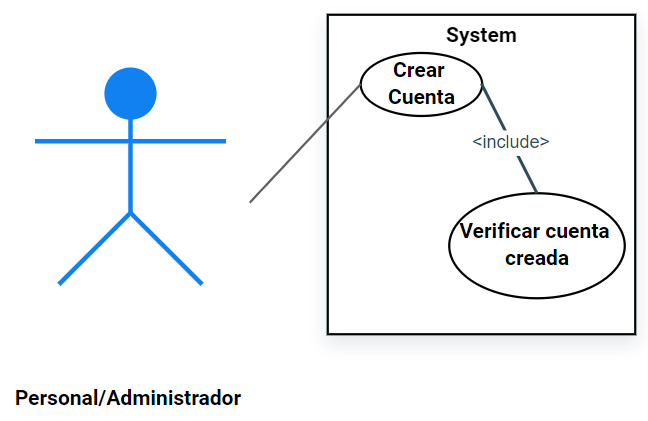 System
Crear
Cuenta
<include>
Verificar cuenta
creada
Personal/Administrador